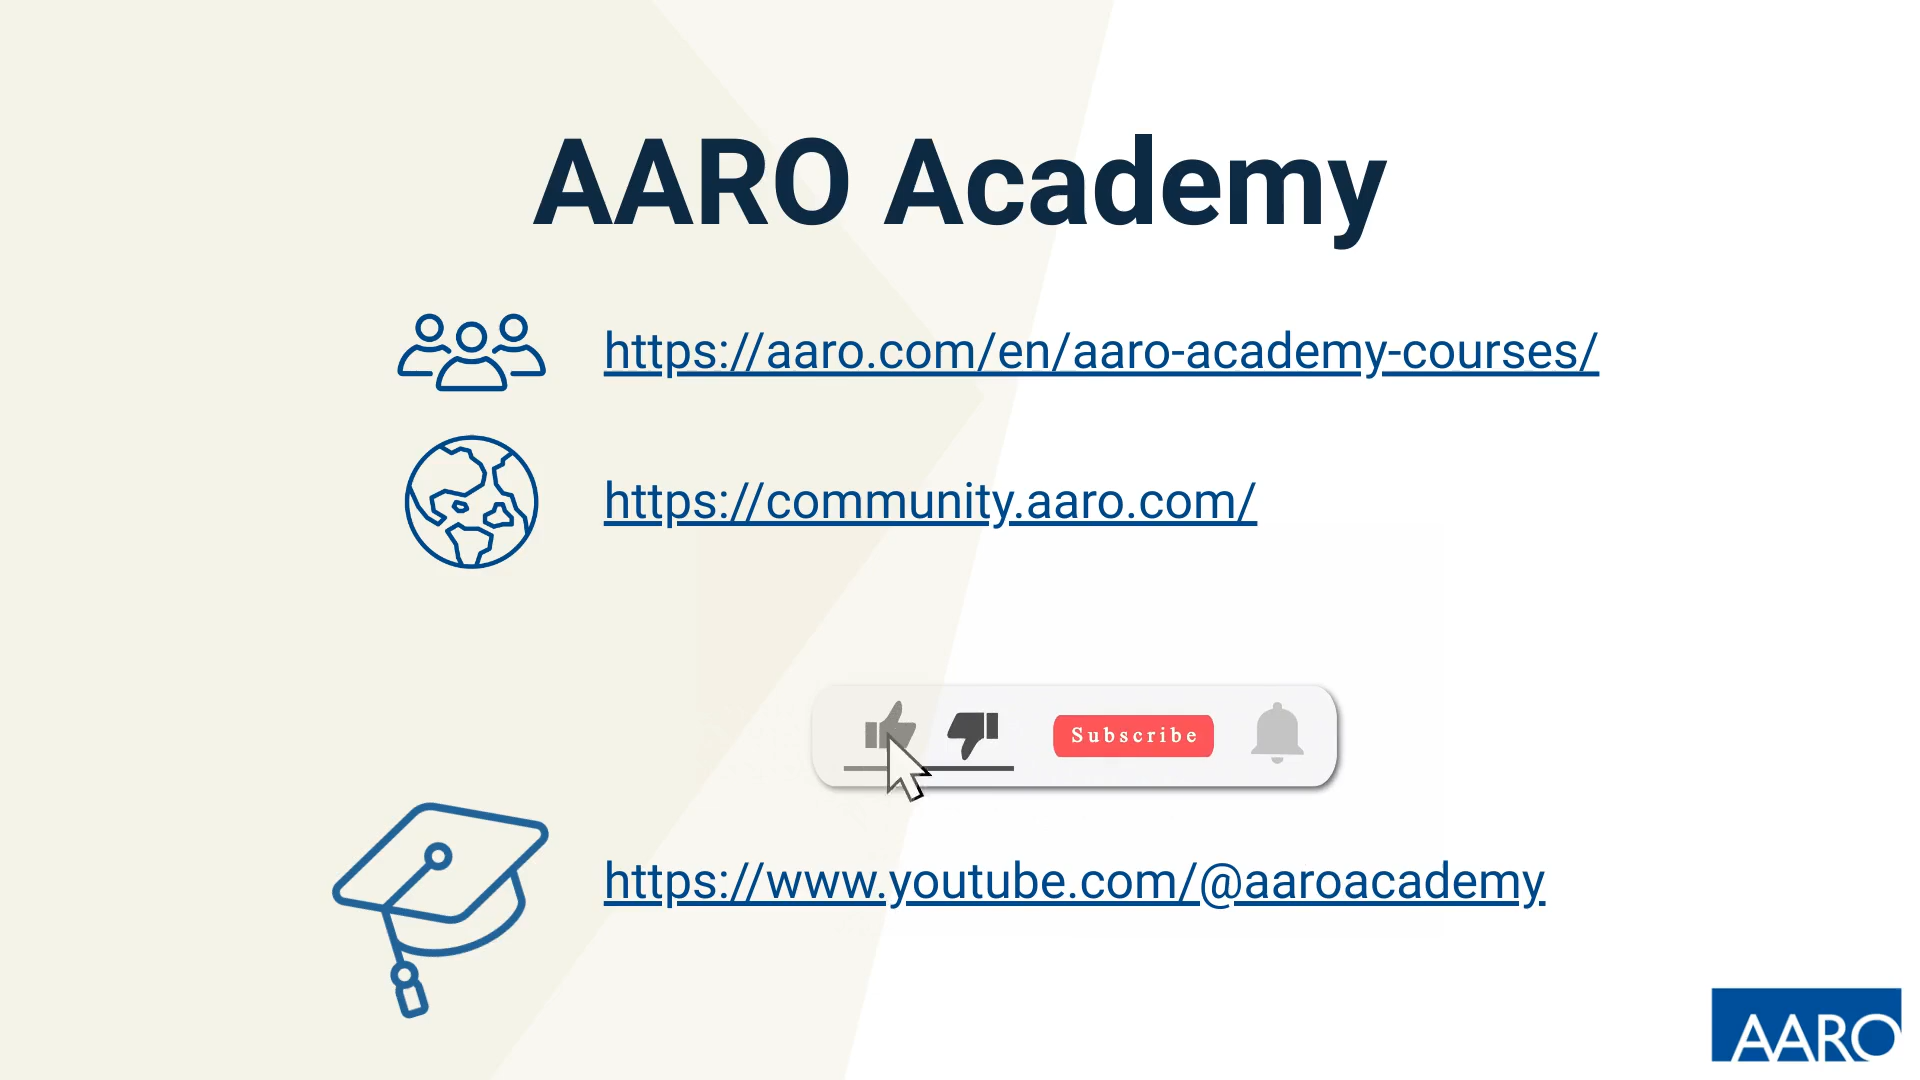 AARO Academy
https://aaro.com/en/aaro-academy-courses/
https://community.aaro.com/
Subscribe
https://www.youtube.com/@aaroacademy
AARO